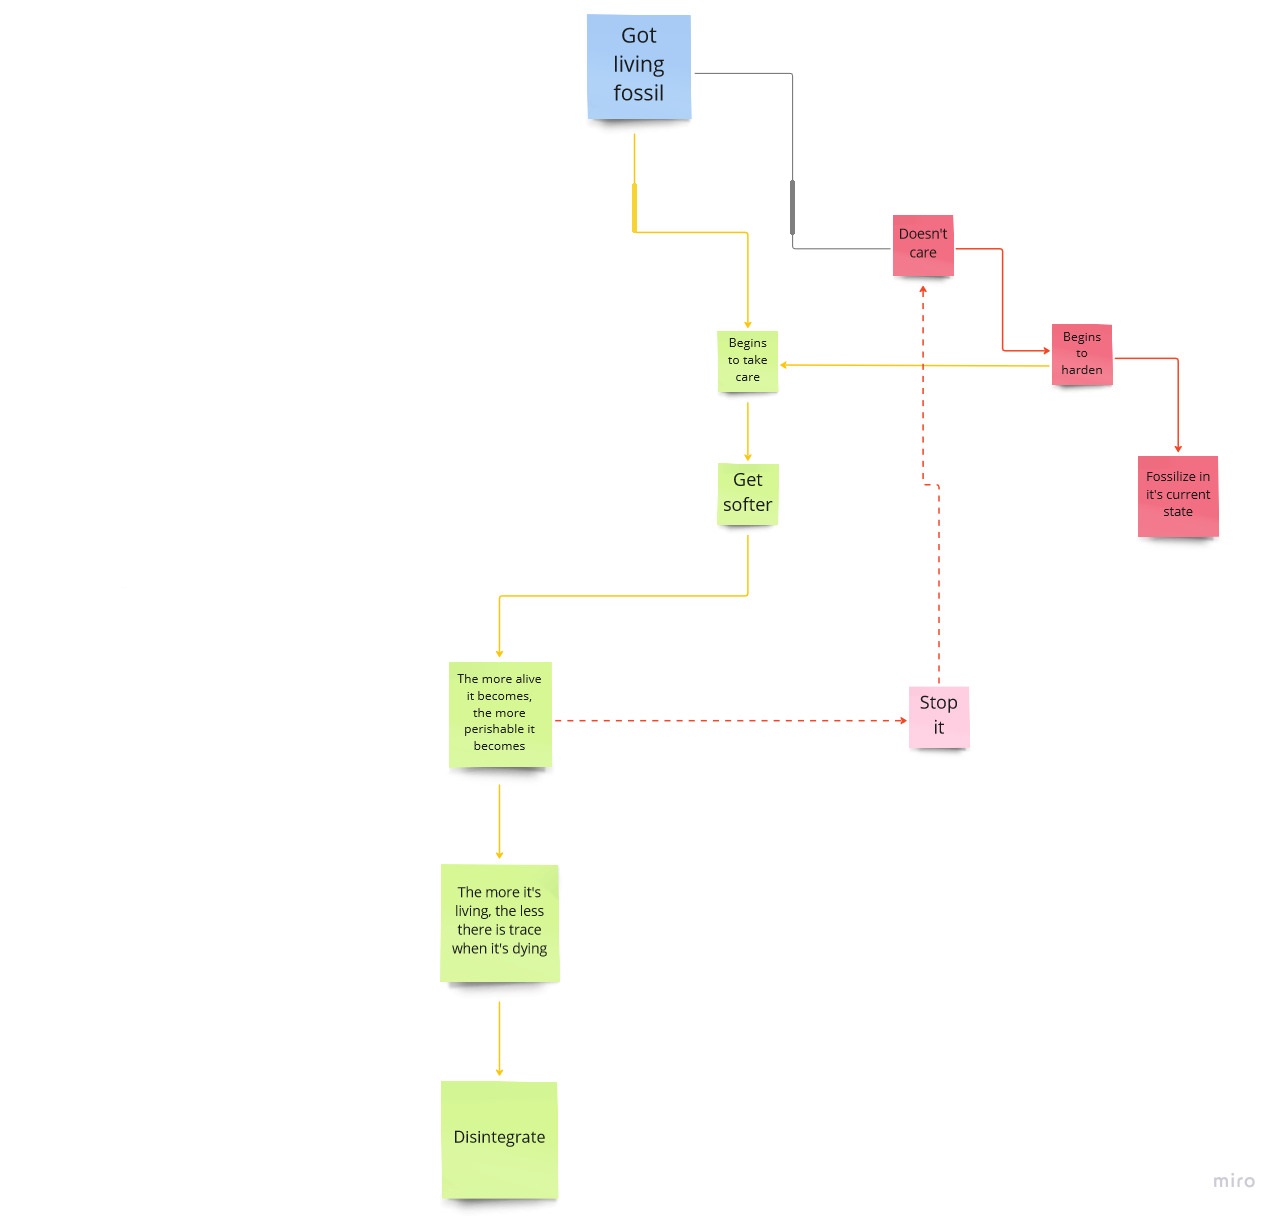 Got
living
fossil
Doesn't
care
Begins
to take
care
Begins
to
harden
Get
softer
Fossilize in
it's current
state
The more alive
it becomes,
the more
perishable it
becomes
Stop
it
The more it's
living, the less
there is trace
when it's dying
Disintegrate
miro